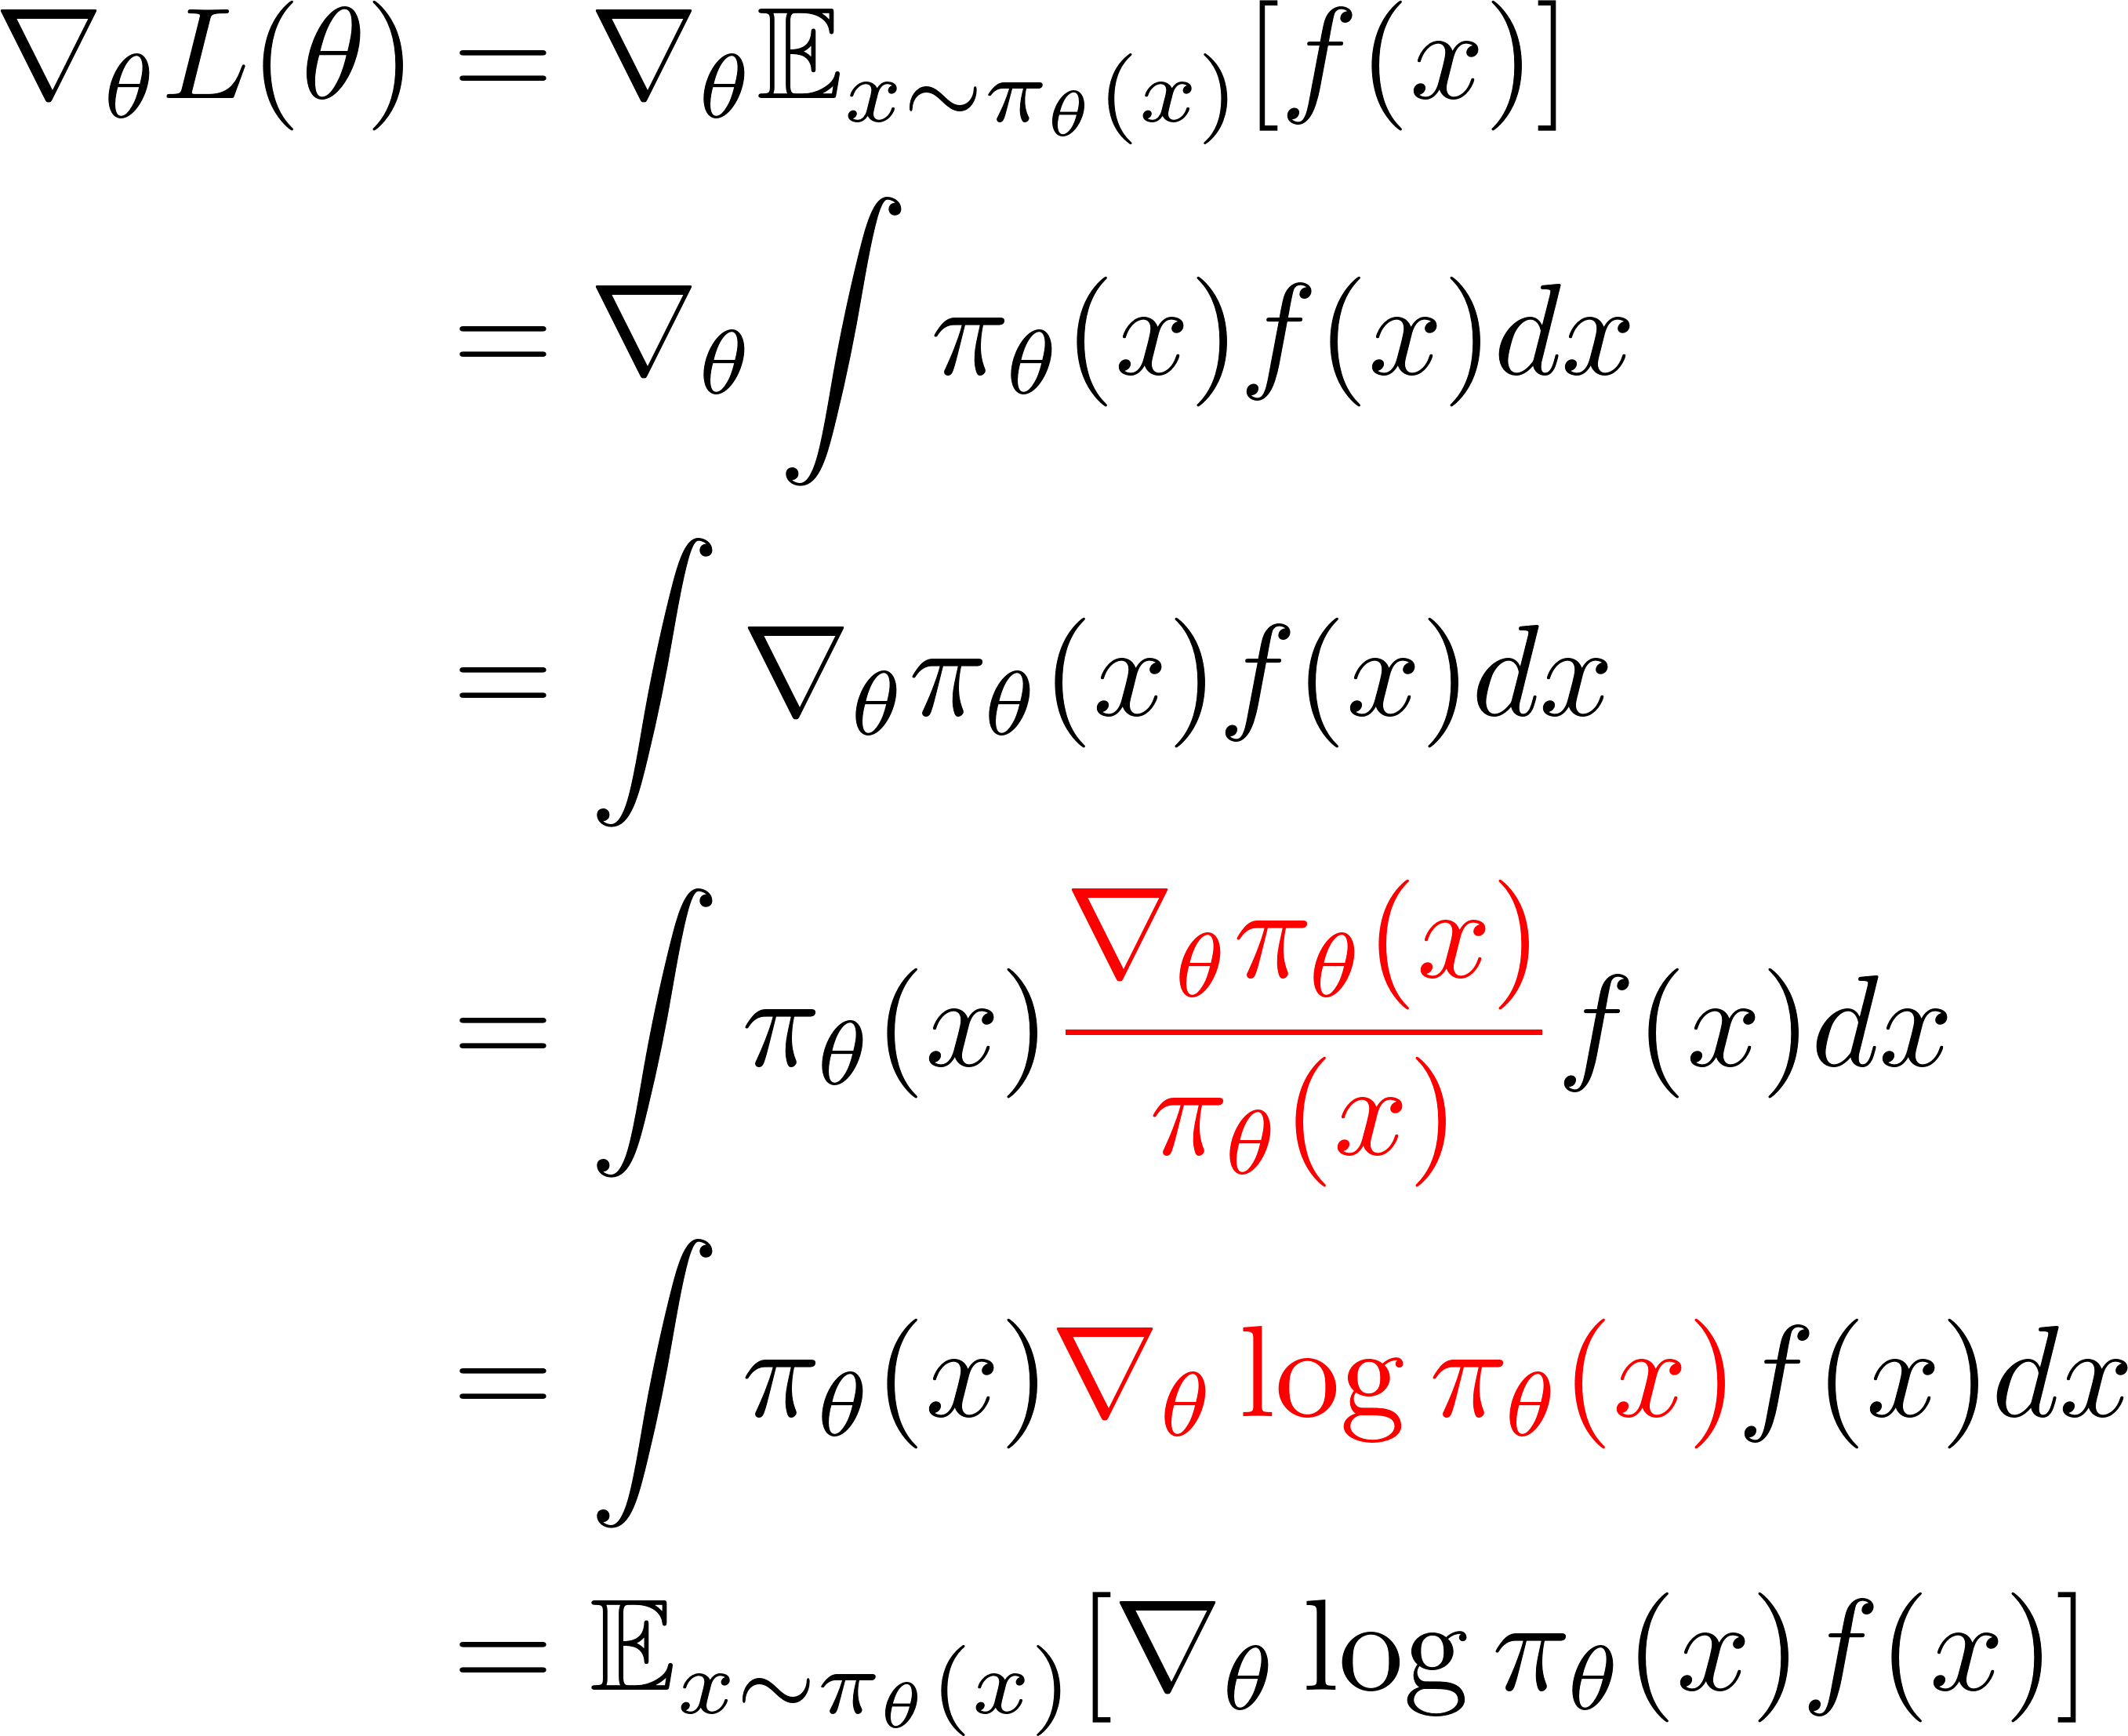 ∇_θ L(θ) = ∇_θ 𝔼_{x∼π_θ(x)} [f(x)]
= ∇_θ ∫ π_θ(x) f(x) dx
= ∫ ∇_θ π_θ(x) f(x) dx
= ∫ π_θ(x) \frac{∇_θ π_θ(x)}{π_θ(x)} f(x) dx
= ∫ π_θ(x) ∇_θ log π_θ(x) f(x) dx
= 𝔼_{x∼π_θ(x)} [∇_θ log π_θ(x) f(x)]